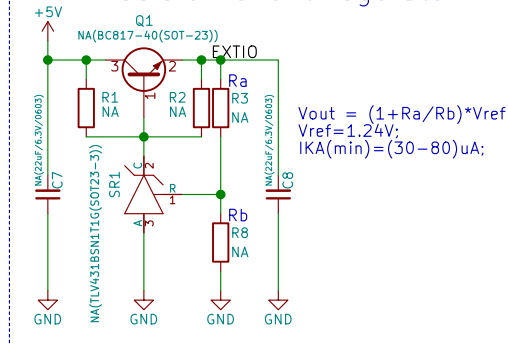 +5V
Q1
NA(BC817-40(SOT-23))
EXTIO
3
2
1
R1
NA
R2
NA
Ra
R3
NA
Vout = (1+Ra/Rb)*Vref
Vref=1.24V;
IKA(min)=(30-80)uA;
NA(22uF/6.3V/0603)
C7
NA(TLV431BSN1T1G(SOT23-3))
SR1
C
2
R
1
A
3
Rb
R8
NA
NA(22uF/6.3V/0603)
C8
GND
GND
GND
GND